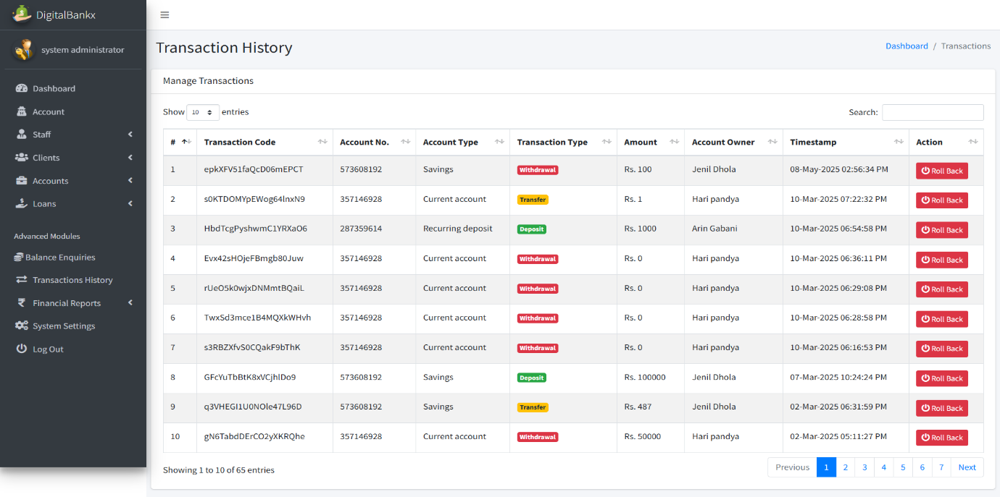 DigitalBankx
system administrator
Dashboard
Account
Staff
Clients
Accounts
Loans
Advanced Modules
Balance Enquiries
Transactions History
Financial Reports
System Settings
Log Out
Transaction History
Dashboard / Transactions
Manage Transactions
Show 10 entries
Search:
# Transaction Code Account No. Account Type Transaction Type Amount Account Owner Timestamp Action
1 epkXFV51faQcD06mEPCT 573608192 Savings Withdrawal Rs. 100 Jenil Dhola 08-May-2025 02:56:34 PM Roll Back
2 s0KTDOMYpEWog64lnxN9 357146928 Current account Transfer Rs. 1 Hari pandya 10-Mar-2025 07:22:32 PM Roll Back
3 HbdTcgPyshwmC1YRXaO6 287359614 Recurring deposit Deposit Rs. 1000 Arin Gabani 10-Mar-2025 06:54:58 PM Roll Back
4 Evx42sHOjeFBmgb80Juw 357146928 Current account Withdrawal Rs. 0 Hari pandya 10-Mar-2025 06:36:11 PM Roll Back
5 rUeO5k0wjxDNMmtBQaiL 357146928 Current account Withdrawal Rs. 0 Hari pandya 10-Mar-2025 06:29:08 PM Roll Back
6 TwxSd3mce1B4MQXkWHvh 357146928 Current account Withdrawal Rs. 0 Hari pandya 10-Mar-2025 06:28:58 PM Roll Back
7 s3RBZXfvS0CQakF9bThK 357146928 Current account Withdrawal Rs. 0 Hari pandya 10-Mar-2025 06:16:53 PM Roll Back
8 GFcYuTbBtK8xVCjhlDo9 573608192 Savings Deposit Rs. 100000 Jenil Dhola 07-Mar-2025 10:24:24 PM Roll Back
9 q3VHEGI1U0NOle47L96D 573608192 Savings Transfer Rs. 487 Jenil Dhola 02-Mar-2025 06:31:59 PM Roll Back
10 gN6TabdDErCO2yXKRQhe 357146928 Current account Withdrawal Rs. 50000 Hari pandya 02-Mar-2025 05:11:27 PM Roll Back
Showing 1 to 10 of 65 entries
Previous 1 2 3 4 5 6 7 Next